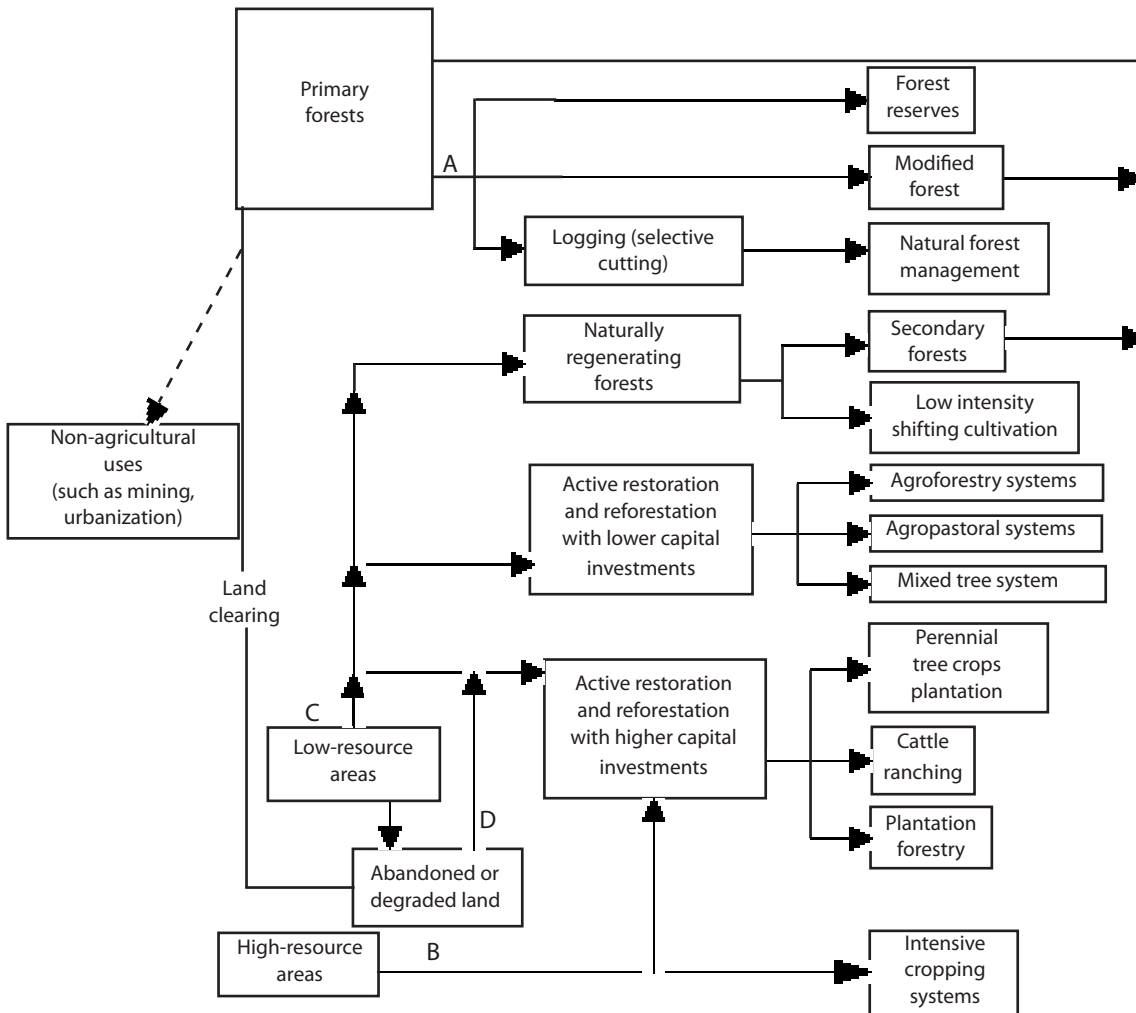 Primary
forests
Forest
reserves
A
Modified
forest
Logging (selective
cutting)
Natural forest
management
Naturally
regenerating
forests
Secondary
forests
Low intensity
shifting cultivation
Non-agricultural
uses
(such as mining,
urbanization)
Active restoration
and reforestation
with lower capital
investments
Agroforestry systems
Agropastoral systems
Mixed tree system
Land
clearing
Perennial
tree crops
plantation
Active restoration
and reforestation
with higher capital
investments
C
Low-resource
areas
Cattle
ranching
D
Plantation
forestry
Abandoned or
degraded land
High-resource
areas
B
Intensive
cropping
systems